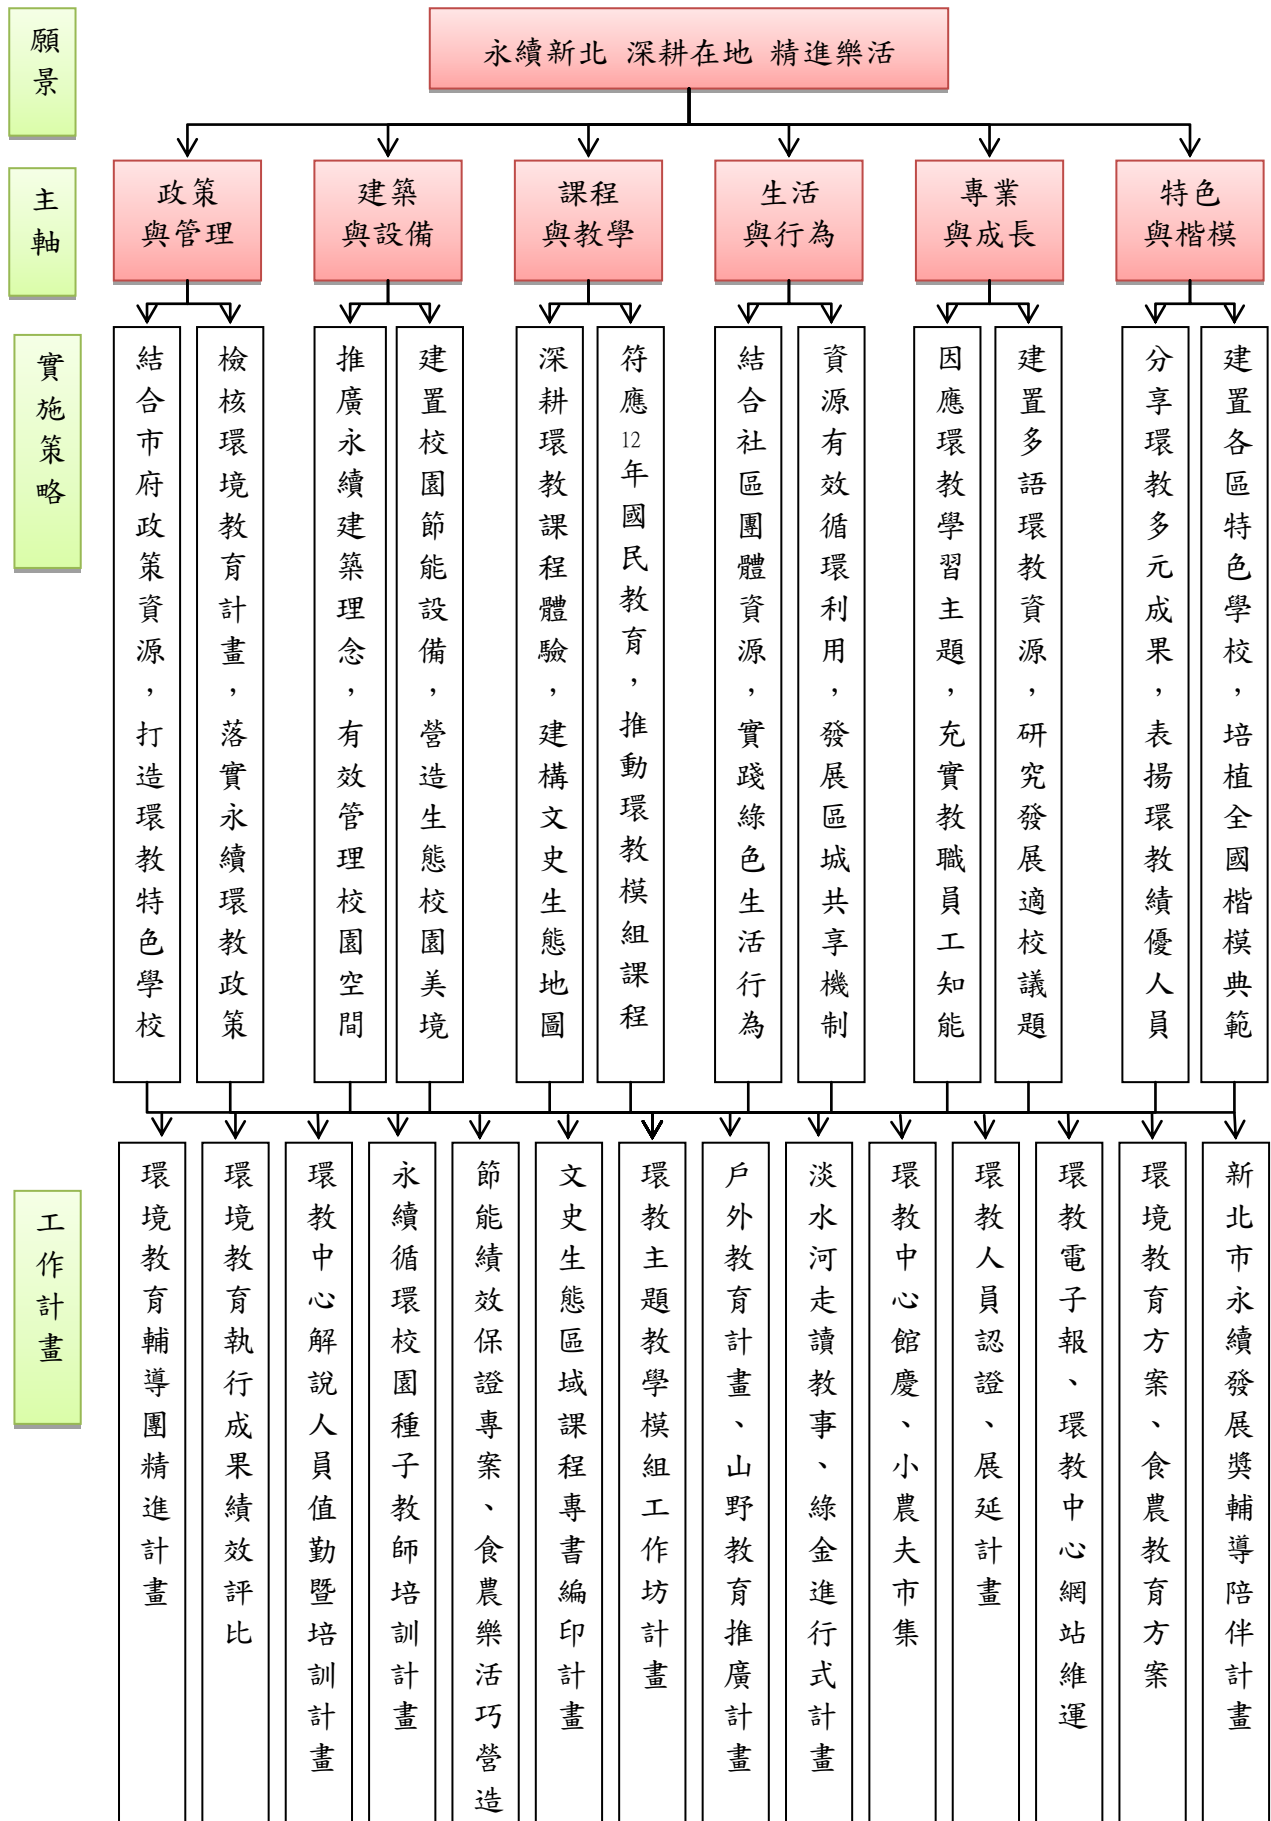 願景
永續新北 深耕在地 精進樂活
主軸
政策
與管理
建築
與設備
課程
與教學
生活
與行為
專業
與成長
特色
與楷模
實施策略
結合市府政策資源，打造環教特色學校
檢核環境教育計畫，落實永續環教政策
推廣永續建築理念，有效管理校園空間
建置校園節能設備，營造生態校園美境
深耕環教課程體驗，建構文史生態地圖
符應12年國民教育，推動環教模組課程
結合社區團體資源，實踐綠色生活行為
資源有效循環利用，發展區城共享機制
因應環教學習主題，充實教職員工知能
建置多語環教資源，研究發展適校議題
分享環教多元成果，表揚環教績優人員
建置各區特色學校，培植全國楷模典範
工作計畫
環境教育輔導團精進計畫
環境教育執行成果績效評比
環教中心解說人員值勤暨培訓計畫
永續循環校園種子教師培訓計畫
節能績效保證專案、食農樂活巧營造
文史生態區域課程專書編印計畫
環教主題教學模組工作坊計畫
戶外教育計畫、山野教育推廣計畫
淡水河走讀教事、綠金進行式計畫
環教中心館慶、小農夫市集
環教人員認證、展延計畫
環教電子報、環教中心網站維運
環境教育方案、食農教育方案
新北市永續發展獎輔導陪伴計畫